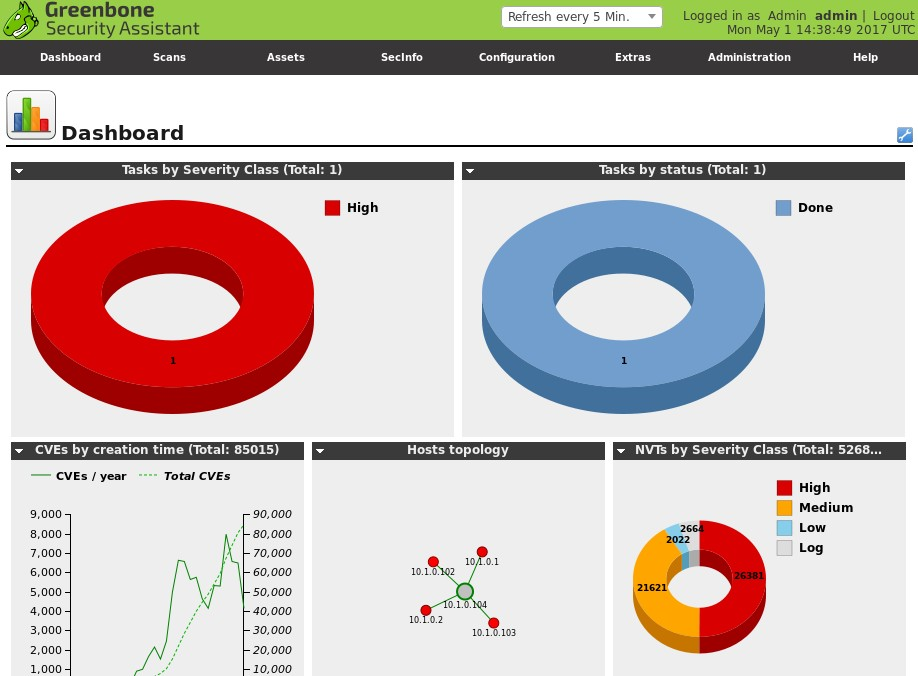 Greenbone
Security Assistant
Refresh every 5 Min.
Logged in as Admin admin | Logout
Mon May 1 14:38:49 2017 UTC
Dashboard Scans Assets SecInfo Configuration Extras Administration Help
Dashboard
Tasks by Severity Class (Total: 1)
High
1
Tasks by status (Total: 1)
Done
1
CVEs by creation time (Total: 85015)
CVEs / year Total CVEs
9,000 90,000
8,000 80,000
7,000 70,000
6,000 60,000
5,000 50,000
4,000 40,000
3,000 30,000
2,000 20,000
1,000 10,000
Hosts topology
10.1.0.1
10.1.0.102
10.1.0.104
10.1.0.2
10.1.0.103
NVTs by Severity Class (Total: 5268...
High
Medium
Low
Log
2664
2022
26381
21621